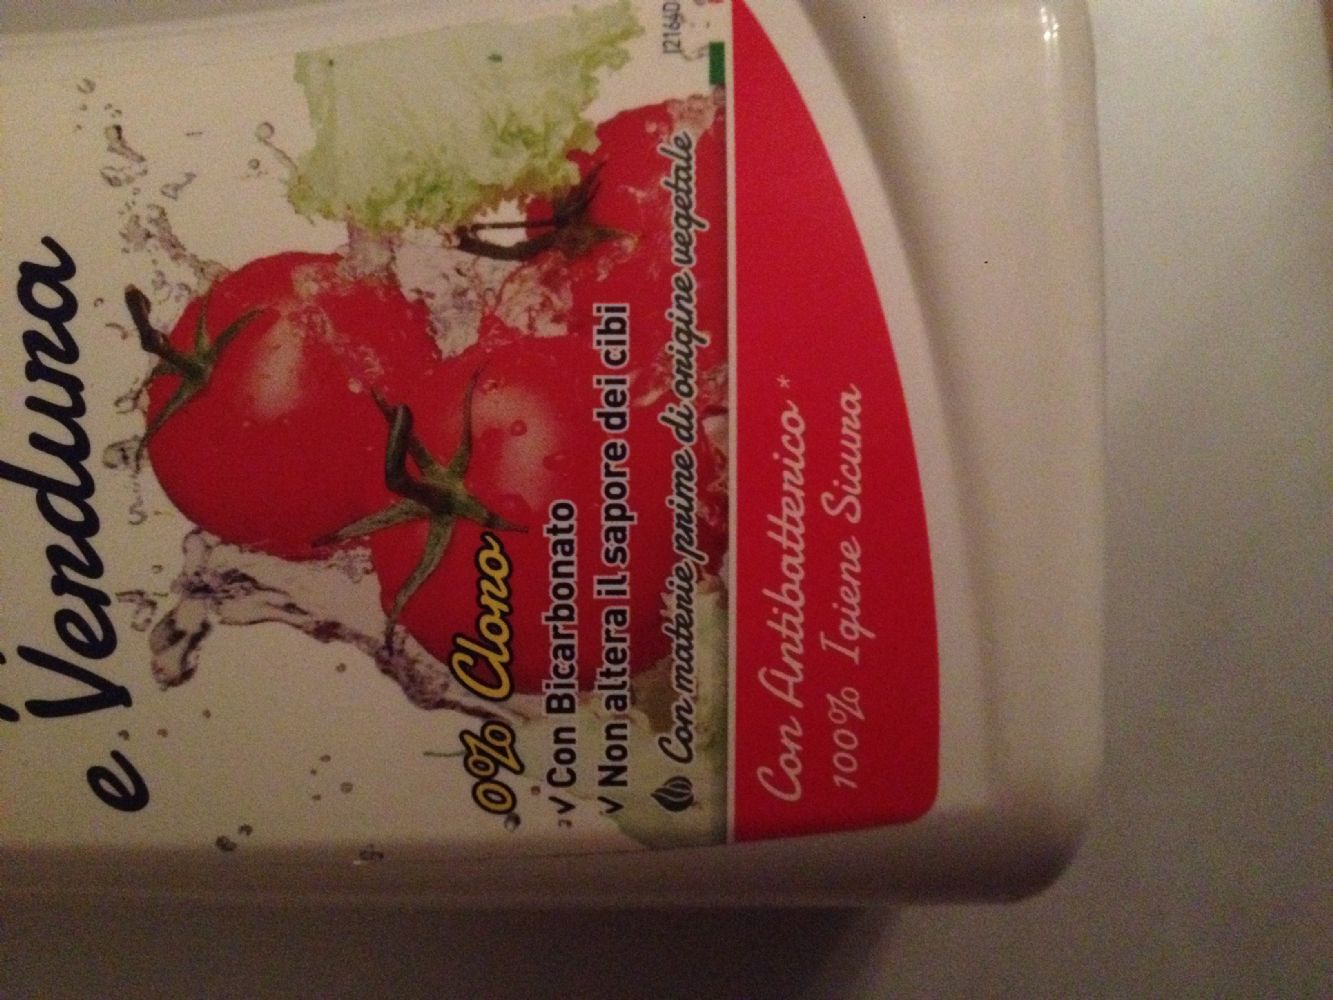 e Verdura
0% Cloro
√ Con Bicarbonato
√ Non altera il sapore dei cibi
Con materie prime di origine vegetale
Con Antibatterico *
100% Igiene Sicura